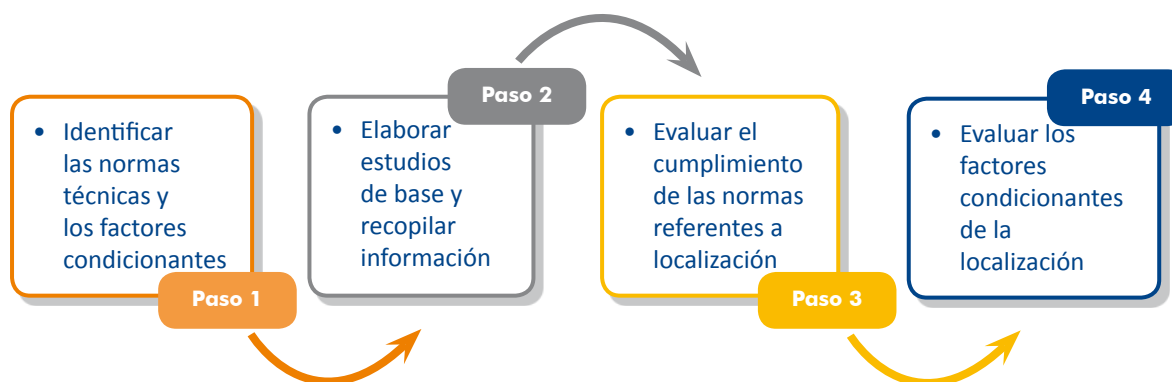 • Identificar
las normas
técnicas y
los factores
condicionantes
Paso 1
Paso 2
• Elaborar
estudios
de base y
recopilar
información
• Evaluar el
cumplimiento
de las normas
referentes a
localización
Paso 3
Paso 4
• Evaluar los
factores
condicionantes
de la
localización